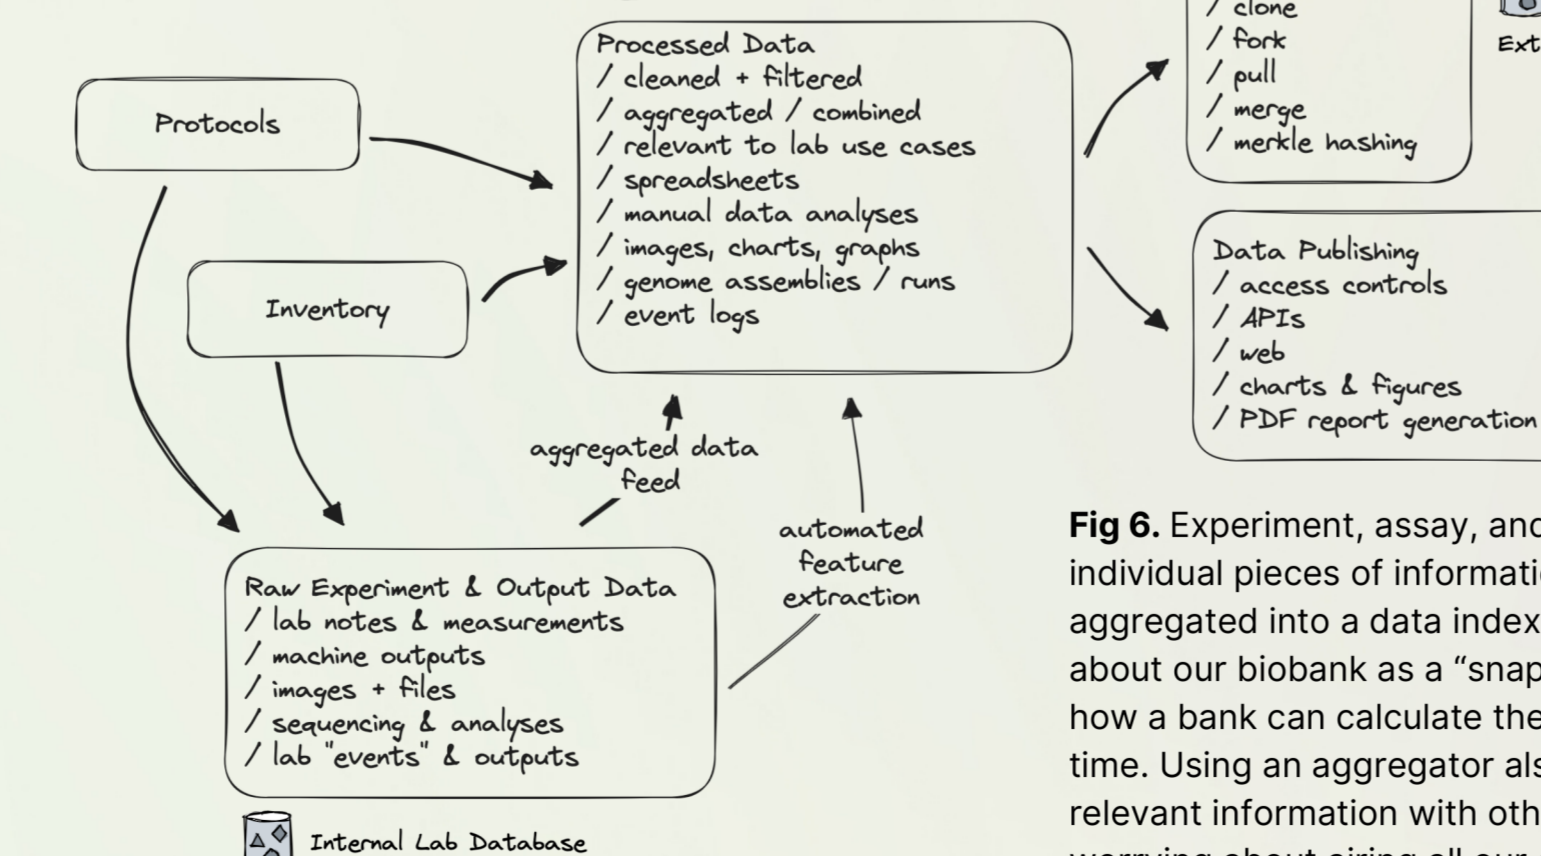 Protocols
Inventory
Processed Data
/ cleaned + filtered
/ aggregated / combined
/ relevant to lab use cases
/ spreadsheets
/ manual data analyses
/ images, charts, graphs
/ genome assemblies / runs
/ event logs
/ clone
/ fork
/ pull
/ merge
/ merkle hashing
Ext
Data Publishing
/ access controls
/ APIs
/ web
/ charts & figures
/ PDF report generation
aggregated data
feed
automated
feature
extraction
Raw Experiment & Output Data
/ lab notes & measurements
/ machine outputs
/ images + files
/ sequencing & analyses
/ lab "events" & outputs
Internal Lab Database
Fig 6. Experiment, assay, and
individual pieces of informati
aggregated into a data index
about our biobank as a “snap
how a bank can calculate the
time. Using an aggregator als
relevant information with oth
worrying about airing all our